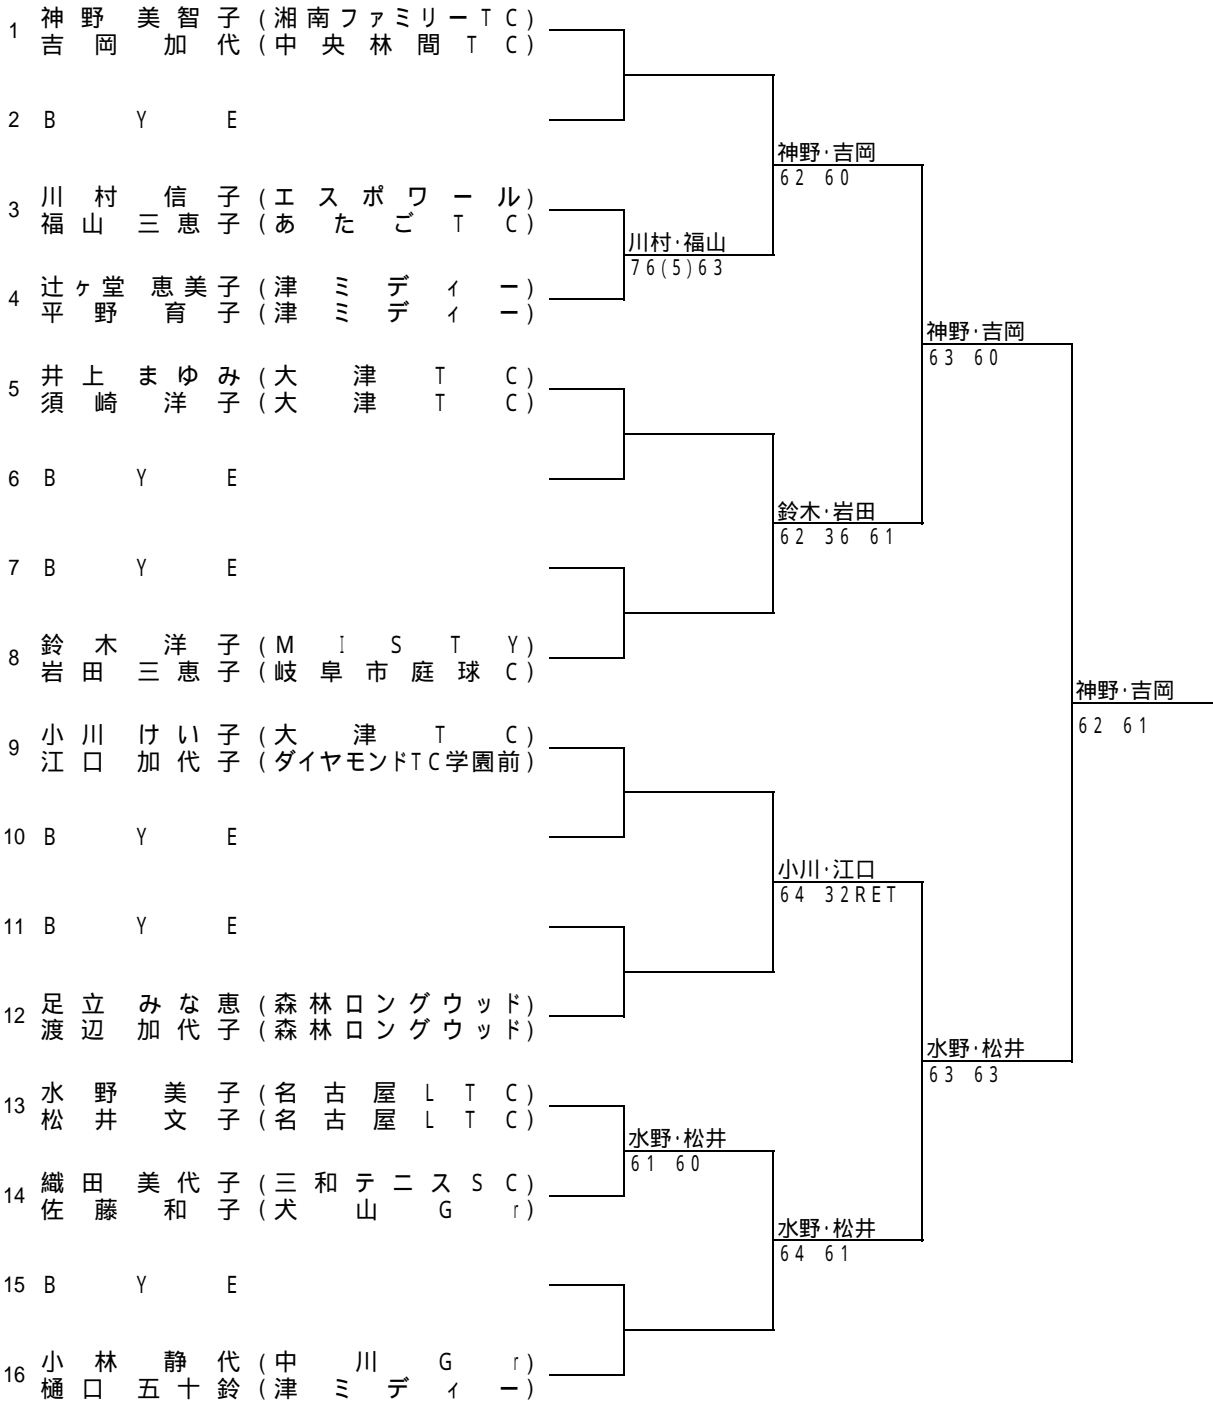 1 神野 美智子 (湘南ファミリーTC)
吉岡 加代 (中央林間TC)
2 BYE
3 川村 信子 (エスポワール)
福山 三恵子 (あたごTC)
4 辻ヶ堂 恵美子 (津ミディー)
平野 育子 (津ミディー)
5 井上 まゆみ (大津TC)
須崎 洋子 (大津TC)
6 BYE
7 BYE
8 鈴木 洋子 (MISTY)
岩田 三恵子 (岐阜市庭球C)
9 小川 けい子 (大津TC)
江口 加代子 (ダイヤモンドTC学園前)
10 BYE
11 BYE
12 足立 みな恵 (森林ロングウッド)
渡辺 加代子 (森林ロングウッド)
13 水野 美子 (名古屋LTC)
松井 文子 (名古屋LTC)
14 織田 美代子 (三和テニスSC)
佐藤 和子 (犬山Gr)
15 BYE
16 小林 静代 (中川Gr)
樋口 五十鈴 (津ミディー)
川村・福山
76(5)63
水野・松井
61 60
神野・吉岡
62 60
鈴木・岩田
62 36 61
小川・江口
64 32RET
水野・松井
64 61
神野・吉岡
63 60
水野・松井
63 63
神野・吉岡
62 61